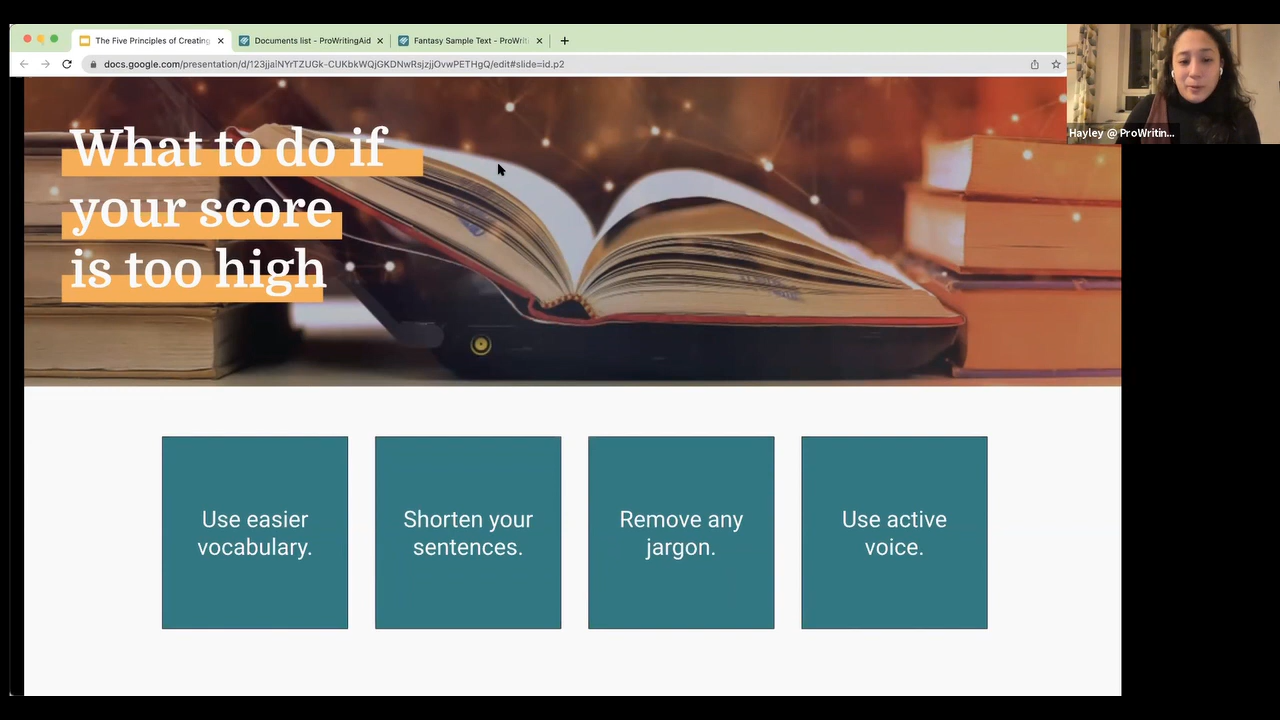 The Five Principles of Creating
Documents list - ProWritingAid
Fantasy Sample Text - ProWriti
docs.google.com/presentation/d/123jjaINYrTZUGk-CUKbkWQjGKDNwRsjzjjOvwPETHgQ/edit#slide=id.p2
Hayley @ ProWritin...
What to do if
your score
is too high
Use easier
vocabulary.
Shorten your
sentences.
Remove any
jargon.
Use active
voice.